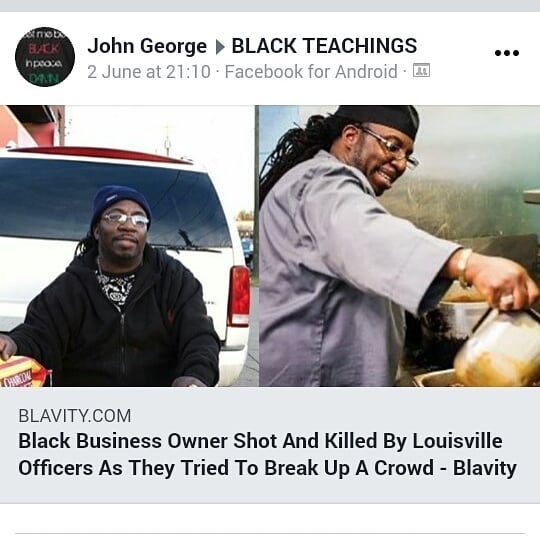 let me be
BLACK
in peace,
DAMN!
John George ▸ BLACK TEACHINGS
2 June at 21:10 · Facebook for Android ·
CHARCOAL
BLAVITY.COM
Black Business Owner Shot And Killed By Louisville
Officers As They Tried To Break Up A Crowd - Blavity